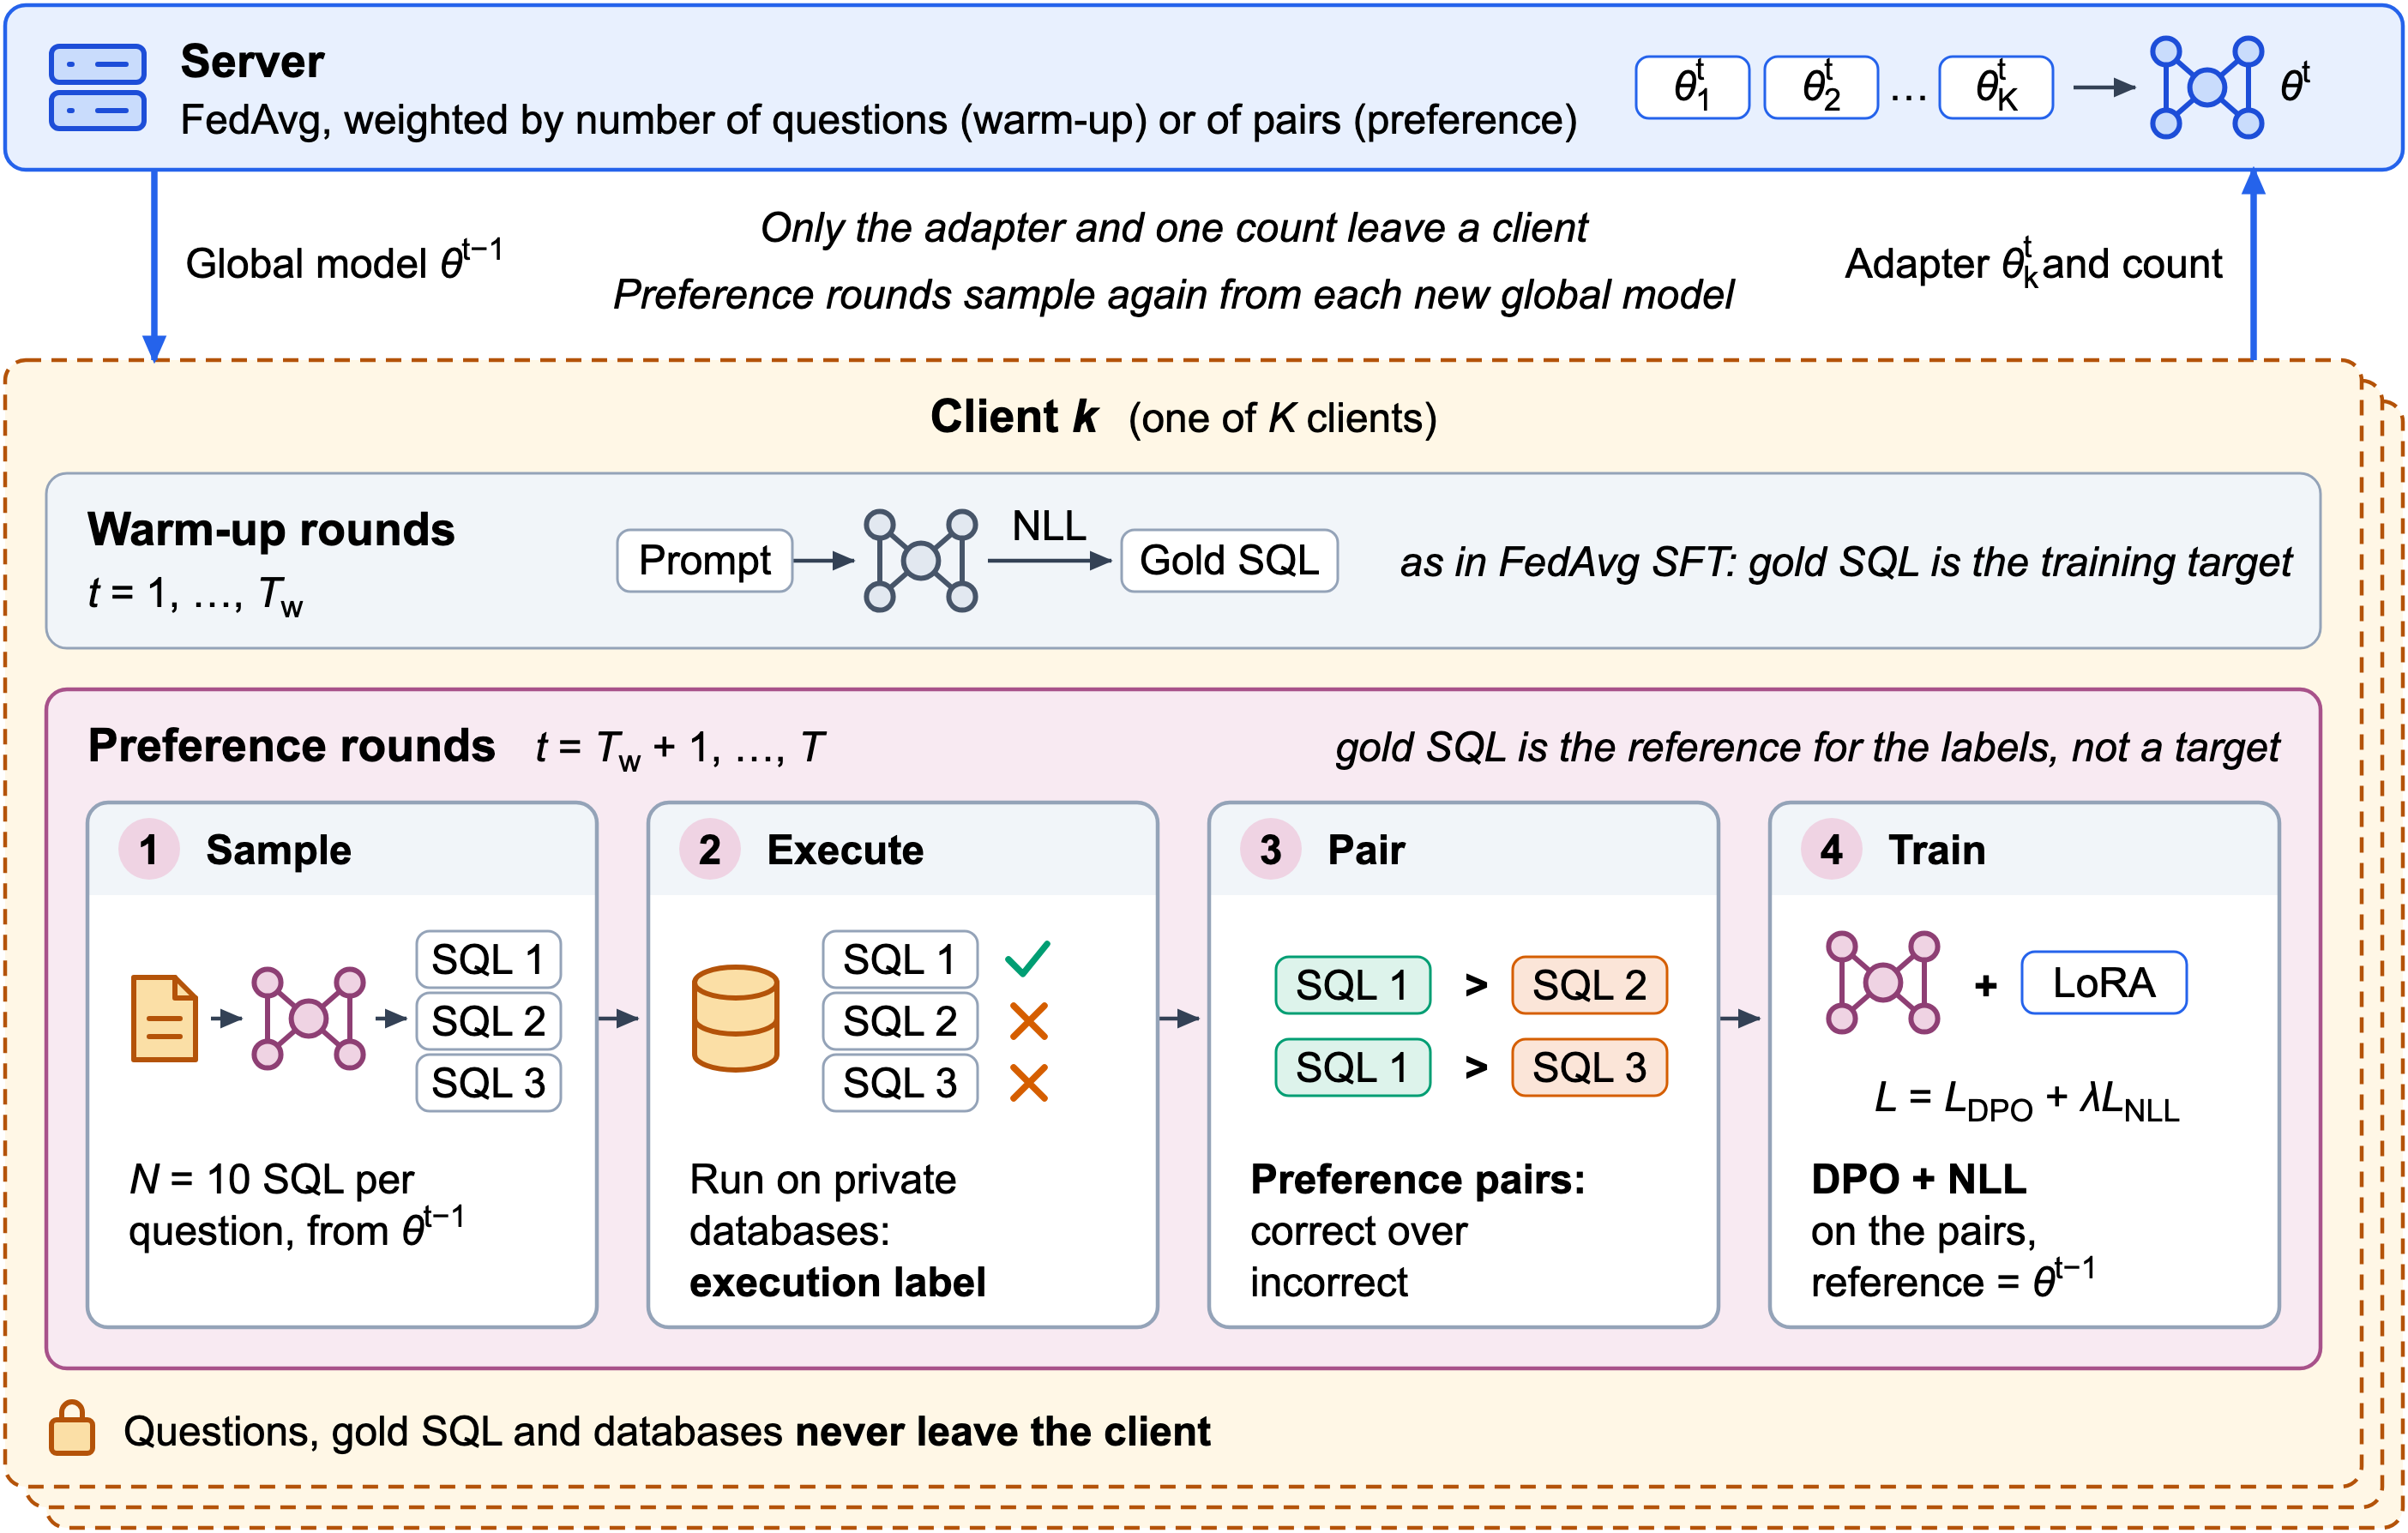 Server
FedAvg, weighted by number of questions (warm-up) or of pairs (preference)
θ₁ᵗ θ₂ᵗ … θ_Kᵗ θᵗ
Global model θᵗ⁻¹
Only the adapter and one count leave a client
Preference rounds sample again from each new global model
Adapter θₖᵗ and count
Client k (one of K clients)
Warm-up rounds
t = 1, …, T_w
Prompt
NLL
Gold SQL
as in FedAvg SFT: gold SQL is the training target
Preference rounds t = T_w + 1, …, T
gold SQL is the reference for the labels, not a target
1 Sample
SQL 1
SQL 2
SQL 3
N = 10 SQL per
question, from θᵗ⁻¹
2 Execute
SQL 1
SQL 2
SQL 3
Run on private
databases:
execution label
3 Pair
SQL 1 > SQL 2
SQL 1 > SQL 3
Preference pairs:
correct over
incorrect
4 Train
+ LoRA
L = L_DPO + λL_NLL
DPO + NLL
on the pairs,
reference = θᵗ⁻¹
Questions, gold SQL and databases never leave the client